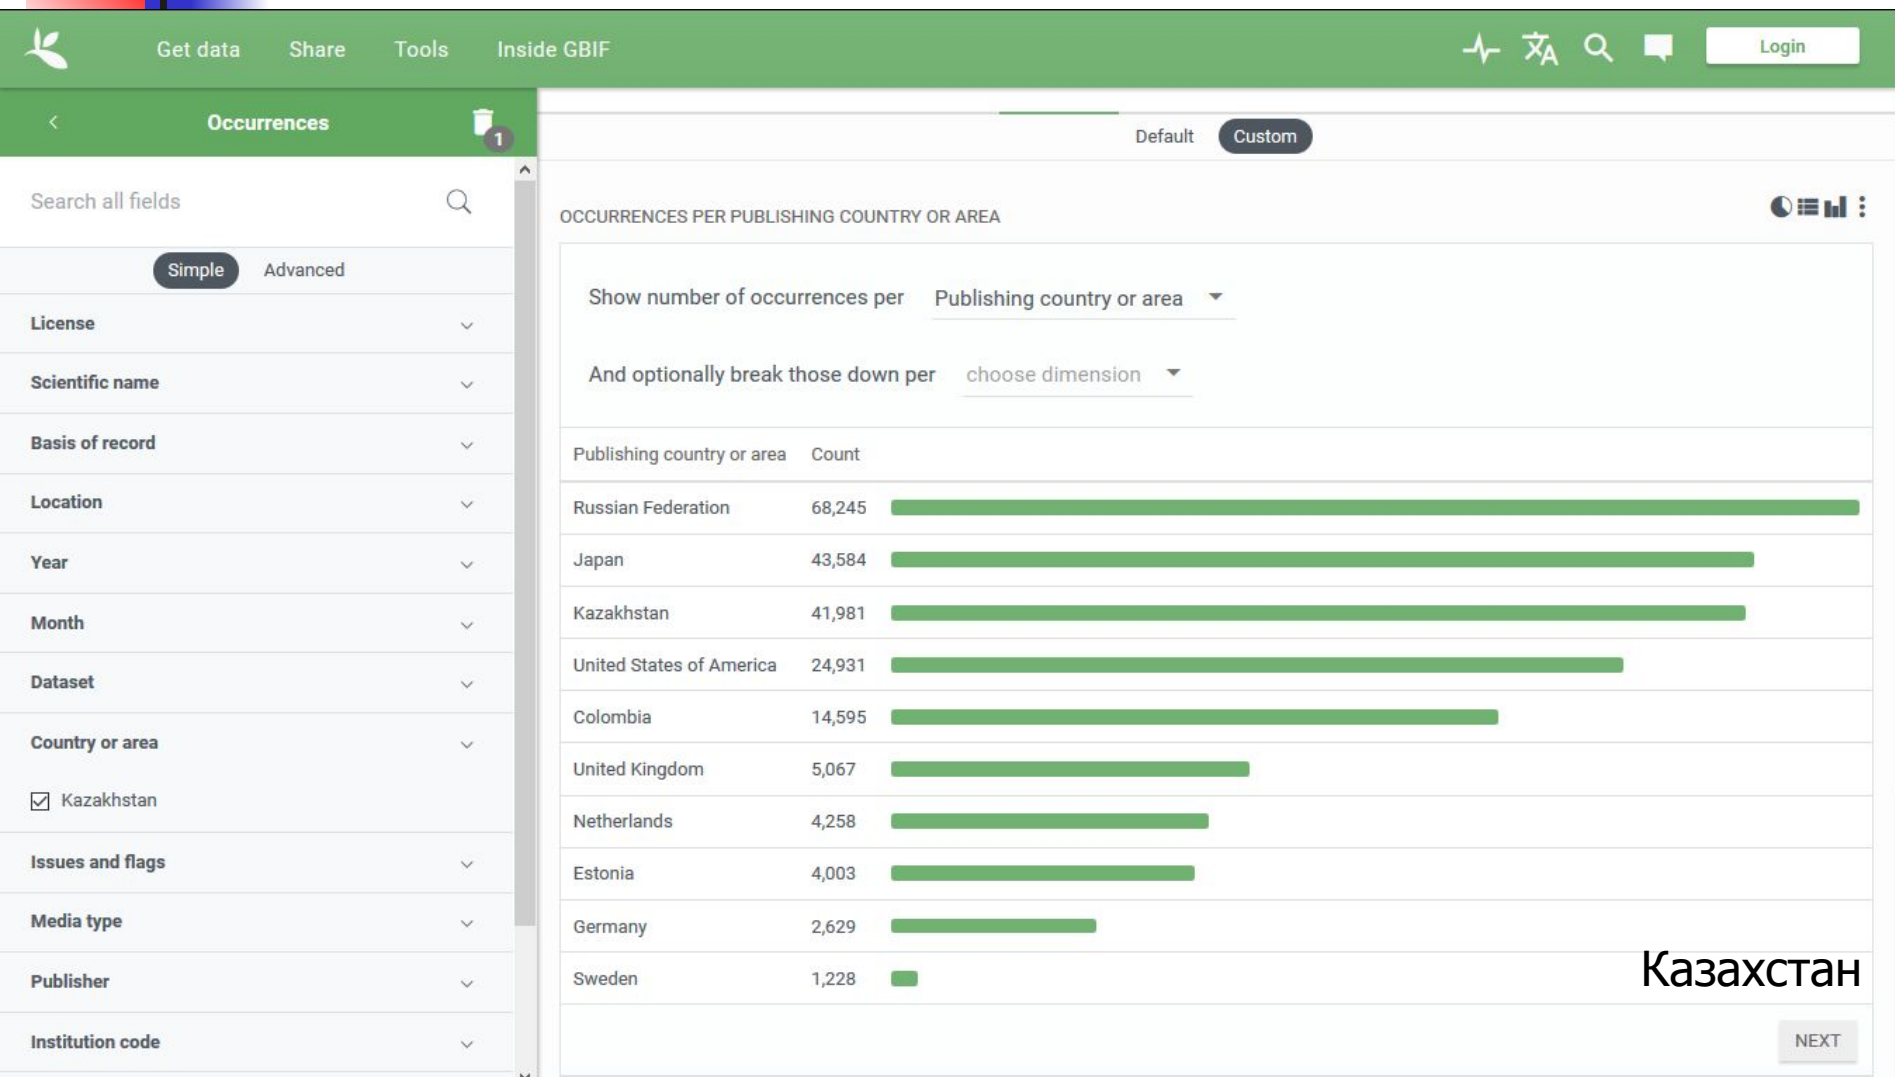 Get data Share Tools Inside GBIF Login
Occurrences 1
Default Custom
Search all fields
Simple Advanced
License
Scientific name
Basis of record
Location
Year
Month
Dataset
Country or area
Kazakhstan
Issues and flags
Media type
Publisher
Institution code
OCCURRENCES PER PUBLISHING COUNTRY OR AREA
Show number of occurrences per Publishing country or area
And optionally break those down per choose dimension
Publishing country or area Count
Russian Federation 68,245
Japan 43,584
Kazakhstan 41,981
United States of America 24,931
Colombia 14,595
United Kingdom 5,067
Netherlands 4,258
Estonia 4,003
Germany 2,629
Sweden 1,228
Казахстан
NEXT